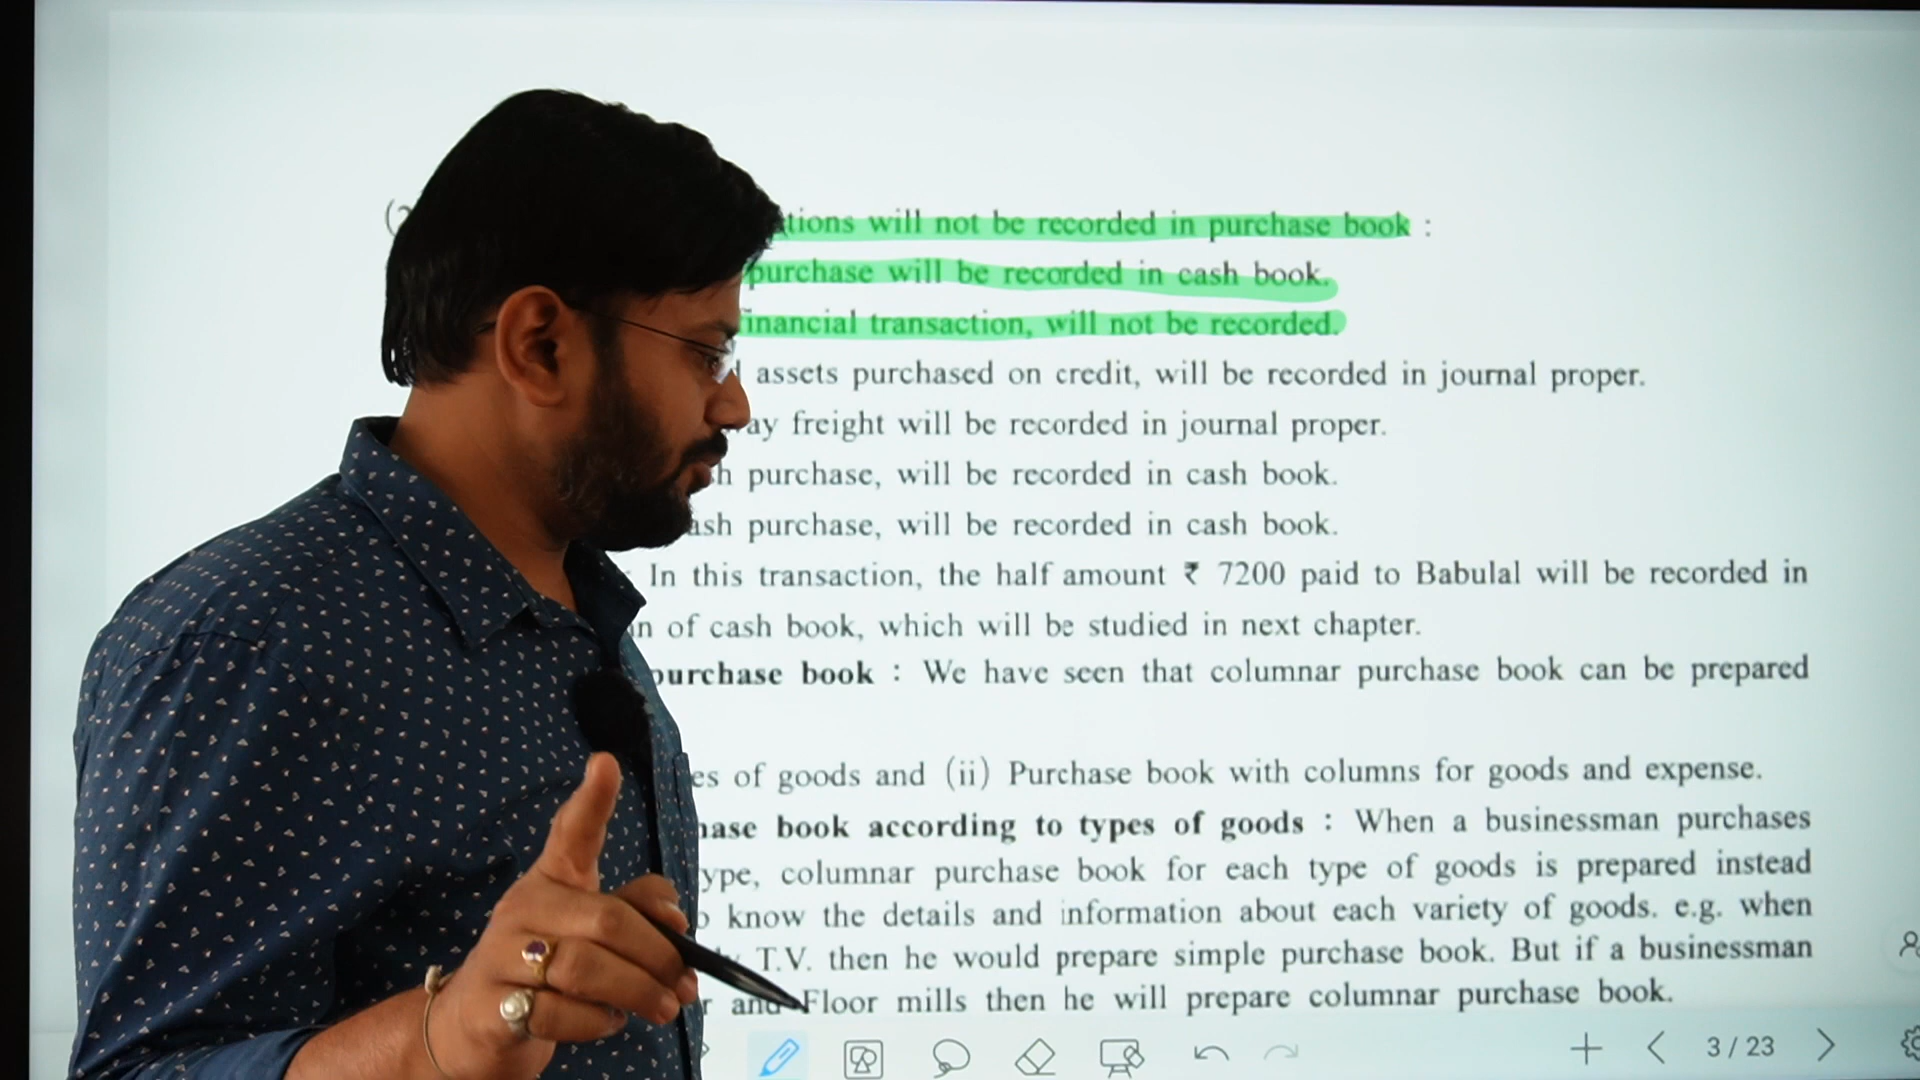 (
tions will not be recorded in purchase book :
purchase will be recorded in cash book.
inancial transaction, will not be recorded.
assets purchased on credit, will be recorded in journal proper.
ay freight will be recorded in journal proper.
h purchase, will be recorded in cash book.
ash purchase, will be recorded in cash book.
In this transaction, the half amount ₹ 7200 paid to Babulal will be recorded in
n of cash book, which will be studied in next chapter.
purchase book : We have seen that columnar purchase book can be prepared
es of goods and (ii) Purchase book with columns for goods and expense.
hase book according to types of goods : When a businessman purchases
ype, columnar purchase book for each type of goods is prepared instead
o know the details and information about each variety of goods. e.g. when
T.V. then he would prepare simple purchase book. But if a businessman
r and Floor mills then he will prepare columnar purchase book.
3 / 23